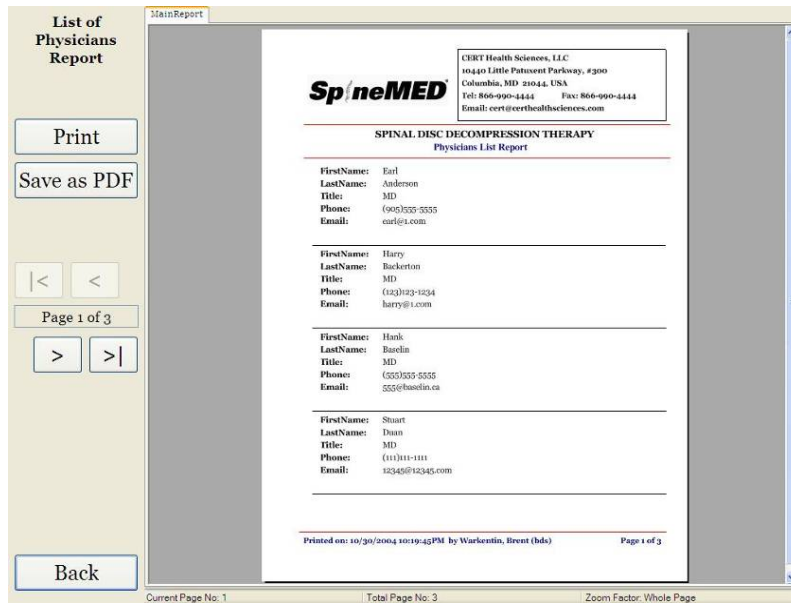 List of
Physicians
Report
Print
Save as PDF
|<
<
Page 1 of 3
>
>|
Back
MainReport
SpineMED
CERT Health Sciences, LLC
10440 Little Patuxent Parkway, #300
Columbia, MD 21044, USA
Tel: 866-990-4444 Fax: 866-990-4444
Email: cert@certhealthsciences.com
SPINAL DISC DECOMPRESSION THERAPY
Physicians List Report
FirstName: Earl
LastName: Anderson
Title: MD
Phone: (905)555-5555
Email: earl@1.com
FirstName: Harry
LastName: Backerton
Title: MD
Phone: (123)123-1234
Email: harry@1.com
FirstName: Hank
LastName: Baselin
Title: MD
Phone: (555)555-5555
Email: 555@baselin.ca
FirstName: Stuart
LastName: Duan
Title: MD
Phone: (111)111-1111
Email: 12345@12345.com
Printed on: 10/30/2004 10:19:45PM by Warkentin, Brent (bds) Page 1 of 3
Current Page No: 1 Total Page No: 3 Zoom Factor: Whole Page